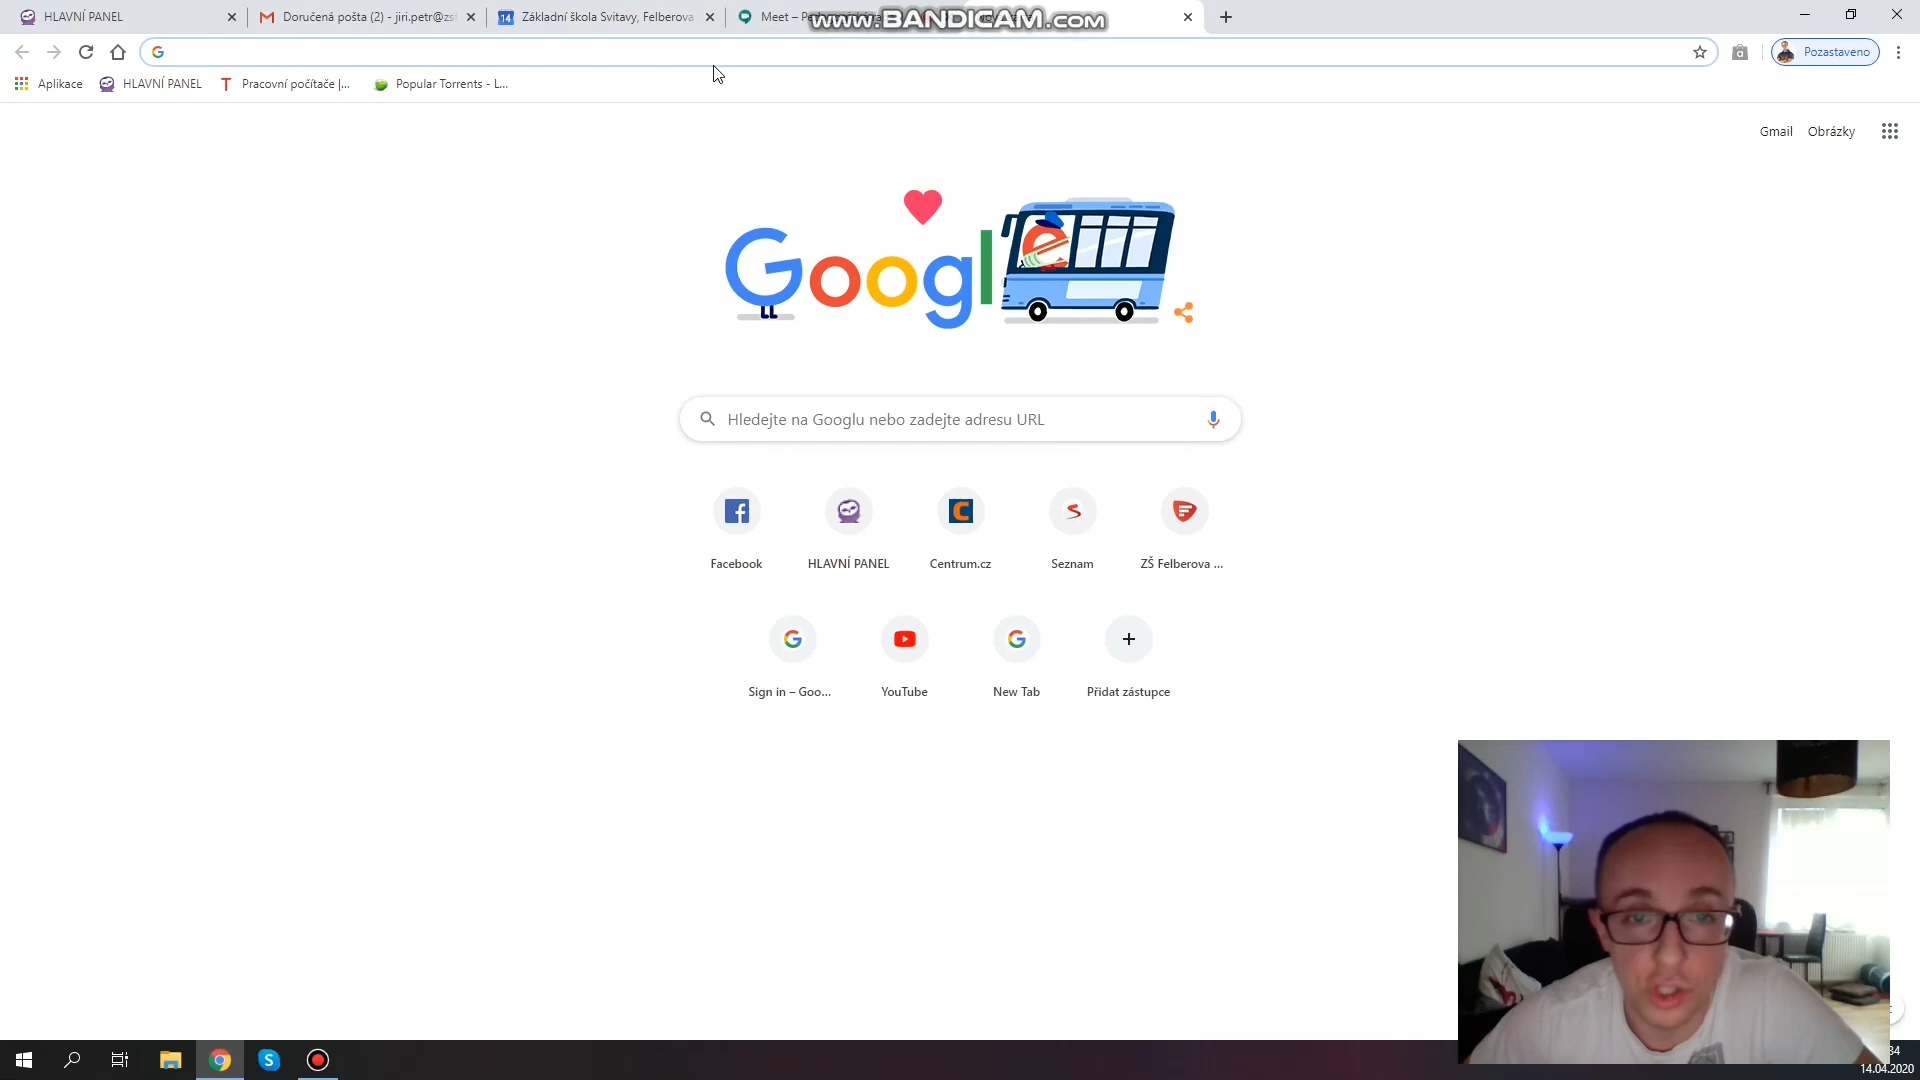 HLAVNÍ PANEL
Doručená pošta (2) - jiri.petr@zs
Základní škola Svitavy, Felberova
Meet –
www.BANDICAM.com
Pozastaveno
Aplikace
HLAVNÍ PANEL
Pracovní počítače |...
Popular Torrents - L...
Gmail
Obrázky
Googl e
Hledejte na Googlu nebo zadejte adresu URL
Facebook
HLAVNÍ PANEL
Centrum.cz
Seznam
ZŠ Felberova ...
Sign in – Goo...
YouTube
New Tab
Přidat zástupce
34
14.04.2020